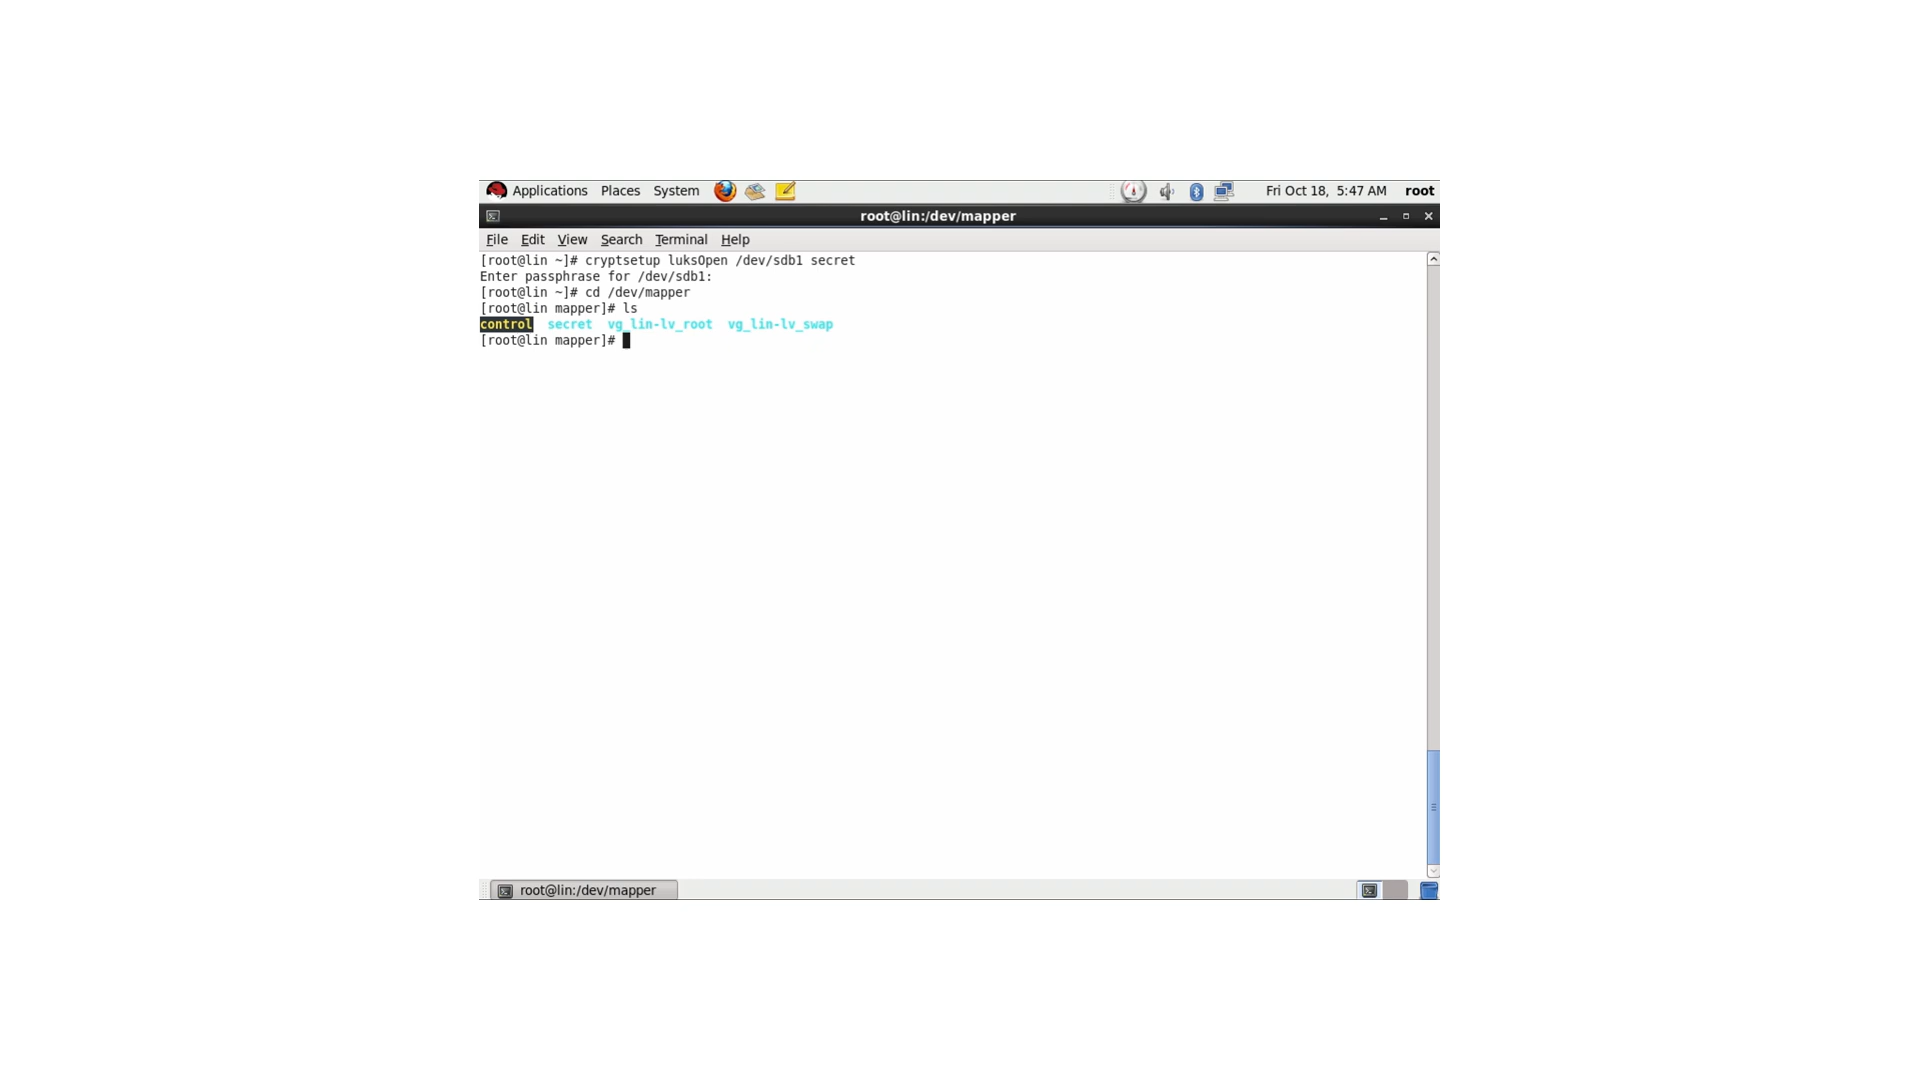 Applications Places System Fri Oct 18, 5:47 AM root
root@lin:/dev/mapper
File Edit View Search Terminal Help
[root@lin ~]# cryptsetup luksOpen /dev/sdb1 secret
Enter passphrase for /dev/sdb1:
[root@lin ~]# cd /dev/mapper
[root@lin mapper]# ls
control secret vg_lin-lv_root vg_lin-lv_swap
[root@lin mapper]#
root@lin:/dev/mapper